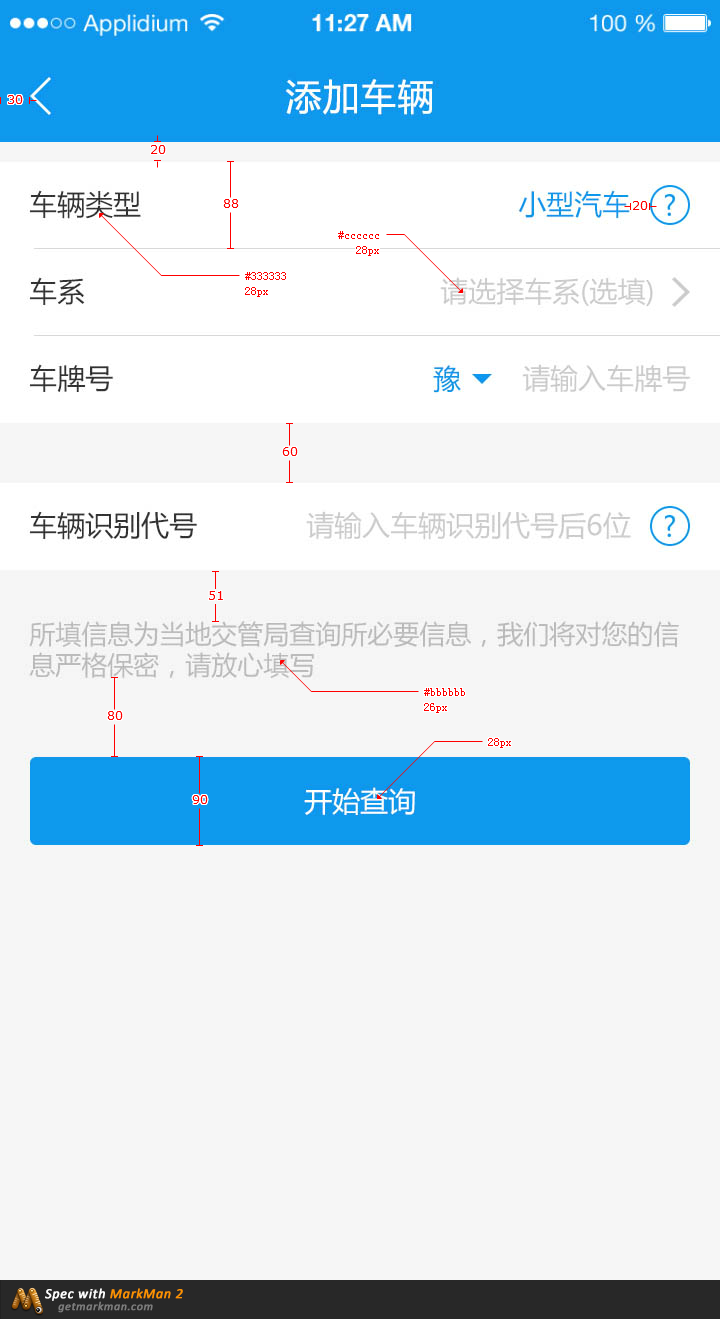 Applidium 11:27 AM 100 %
30 添加车辆
20
车辆类型 88 小型汽车 20 ?
#cccccc
28px
#333333
28px
车系 请选择车系(选填)
车牌号 豫 请输入车牌号
60
车辆识别代号 请输入车辆识别代号后6位 ?
51
所填信息为当地交管局查询所必要信息，我们将对您的信
息严格保密，请放心填写
#bbbbbb
26px
80
28px
90 开始查询
Spec with MarkMan 2
getmarkman.com